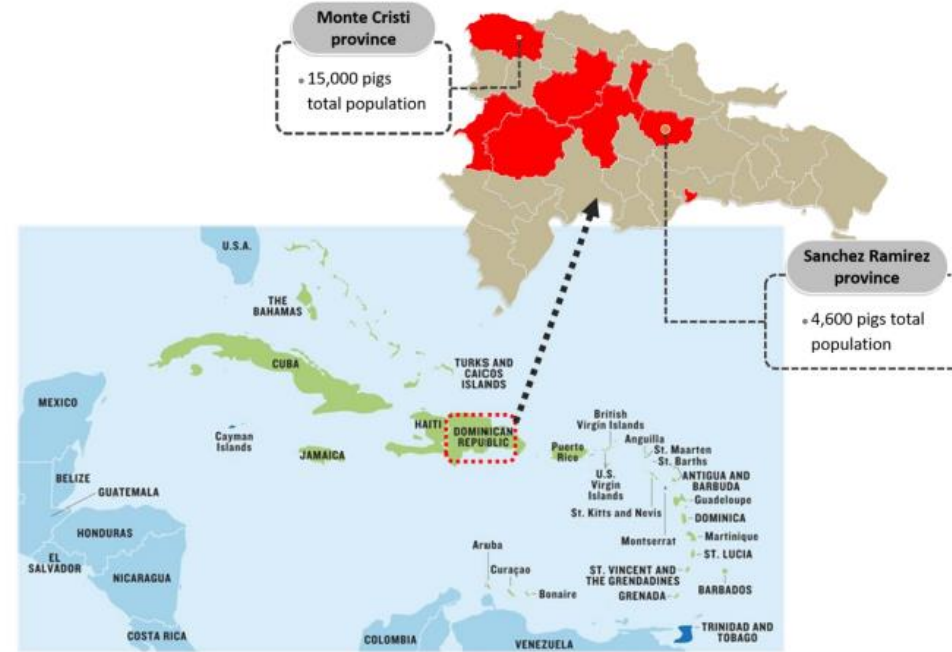 Monte Cristi
province
• 15,000 pigs
total population
Sanchez Ramirez
province
• 4,600 pigs total
population
U.S.A.
THE
BAHAMAS
CUBA
TURKS AND
CAICOS
ISLANDS
MEXICO
Cayman
Islands
JAMAICA
HAITI
DOMINICAN
REPUBLIC
Puerto
Rico
British
Virgin Islands
U.S.
Virgin
Islands
Anguilla
St. Maarten
St. Barths
ANTIGUA AND
BARBUDA
St. Kitts and Nevis
Guadeloupe
Montserrat
DOMINICA
Martinique
ST. LUCIA
ST. VINCENT AND
THE GRENDADINES
BARBADOS
GRENADA
BELIZE
GUATEMALA
HONDURAS
EL
SALVADOR
NICARAGUA
COSTA RICA
Aruba
Curaçao
Bonaire
COLOMBIA
VENEZUELA
TRINIDAD AND
TOBAGO